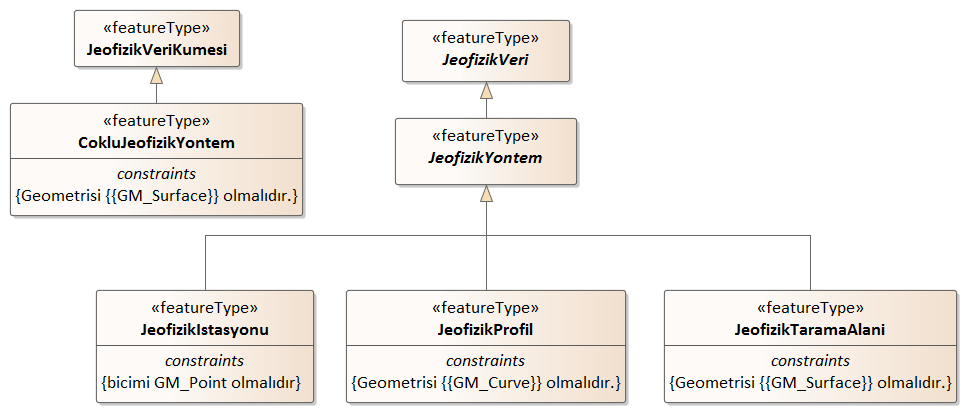 «featureType»
JeofizikVeriKumesi
«featureType»
CokluJeofizikYontem
constraints
{Geometrisi {{GM_Surface}} olmalıdır.}
«featureType»
JeofizikVeri
«featureType»
JeofizikYontem
«featureType»
JeofizikIstasyonu
constraints
{bicimi GM_Point olmalıdır}
«featureType»
JeofizikProfil
constraints
{Geometrisi {{GM_Curve}} olmalıdır.}
«featureType»
JeofizikTaramaAlani
constraints
{Geometrisi {{GM_Surface}} olmalıdır.}